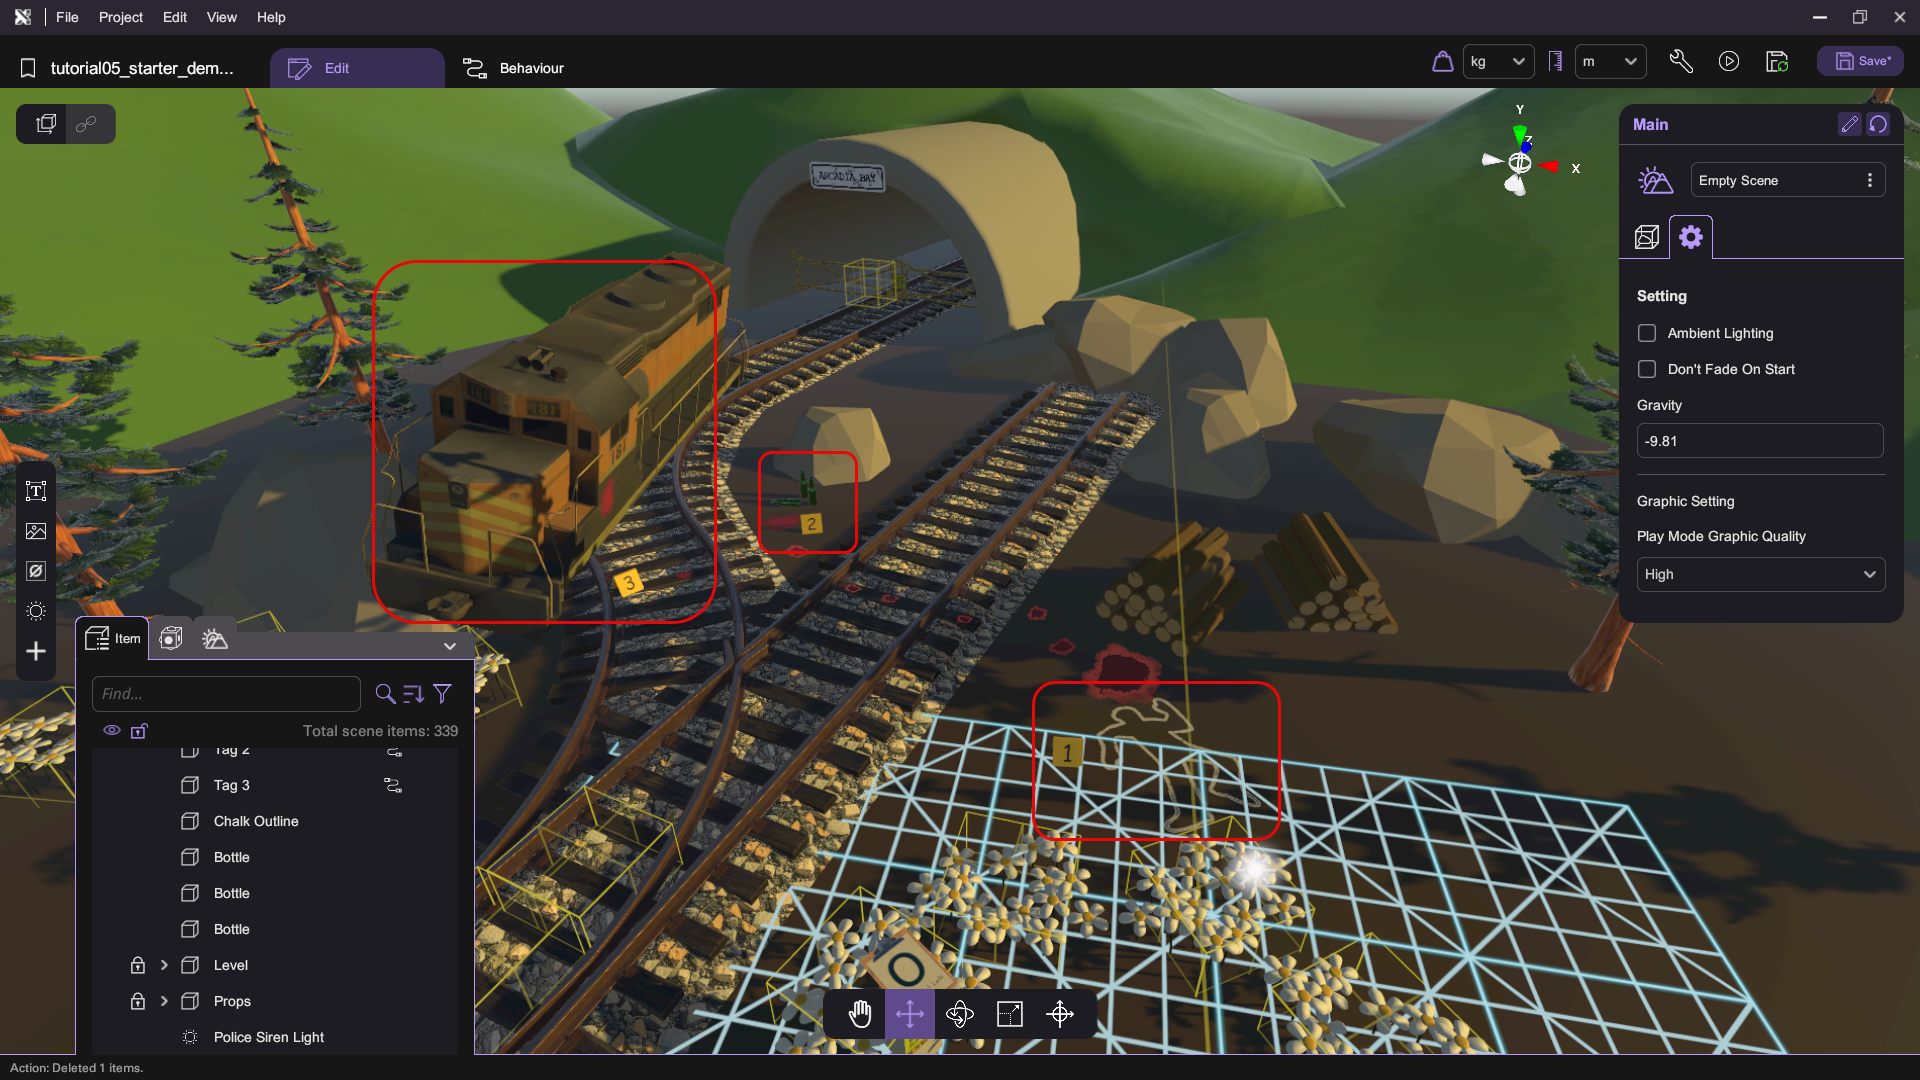 File Project Edit View Help
tutorial05_starter_dem... Edit Behaviour kg m Save*
Main
Empty Scene
Setting
Ambient Lighting
Don't Fade On Start
Gravity
-9.81
Graphic Setting
Play Mode Graphic Quality
High
Y
Z
X
ARCADIA BAY
781
2
3
1
O
T
Item
Find...
Total scene items: 339
Tag 2
Tag 3
Chalk Outline
Bottle
Bottle
Bottle
Level
Props
Police Siren Light
Action: Deleted 1 items.